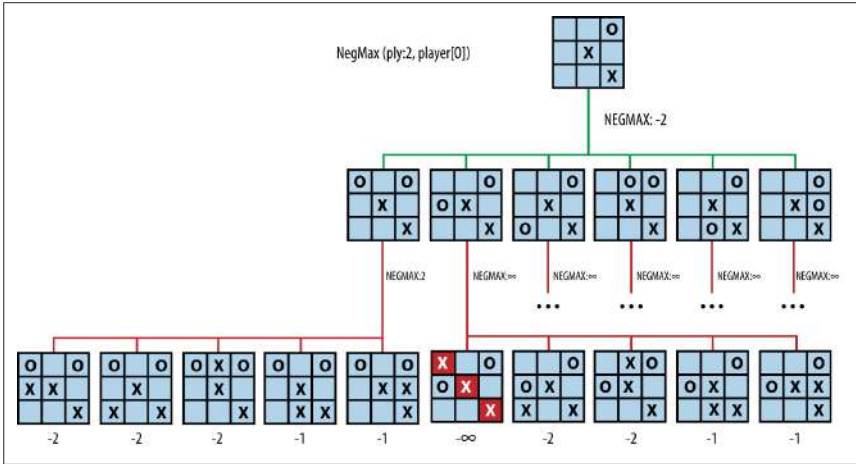 O
NegMax (ply:2, player[O])
X
X
NEGMAX: -2
O O O O O O O O
X O X X X X X O
X X O X X O X X
NEGMAX:2 NEGMAX:∞ NEGMAX:∞ NEGMAX:∞ NEGMAX:∞ NEGMAX:∞
••• ••• ••• •••
O O O O O X O O O O O X O O X O O O
X X X X X X X O X O X O X O X O X X
X X X X X X X X X X X X X X
-2 -2 -2 -1 -1 -∞ -2 -2 -1 -1